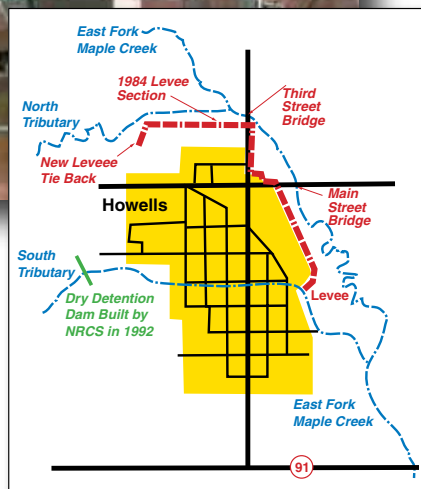 East Fork
Maple Creek
1984 Levee
Section
Third
Street
Bridge
North
Tributary
New Leveee
Tie Back
Main
Street
Bridge
Howells
South
Tributary
Levee
Dry Detention
Dam Built by
NRCS in 1992
East Fork
Maple Creek
91